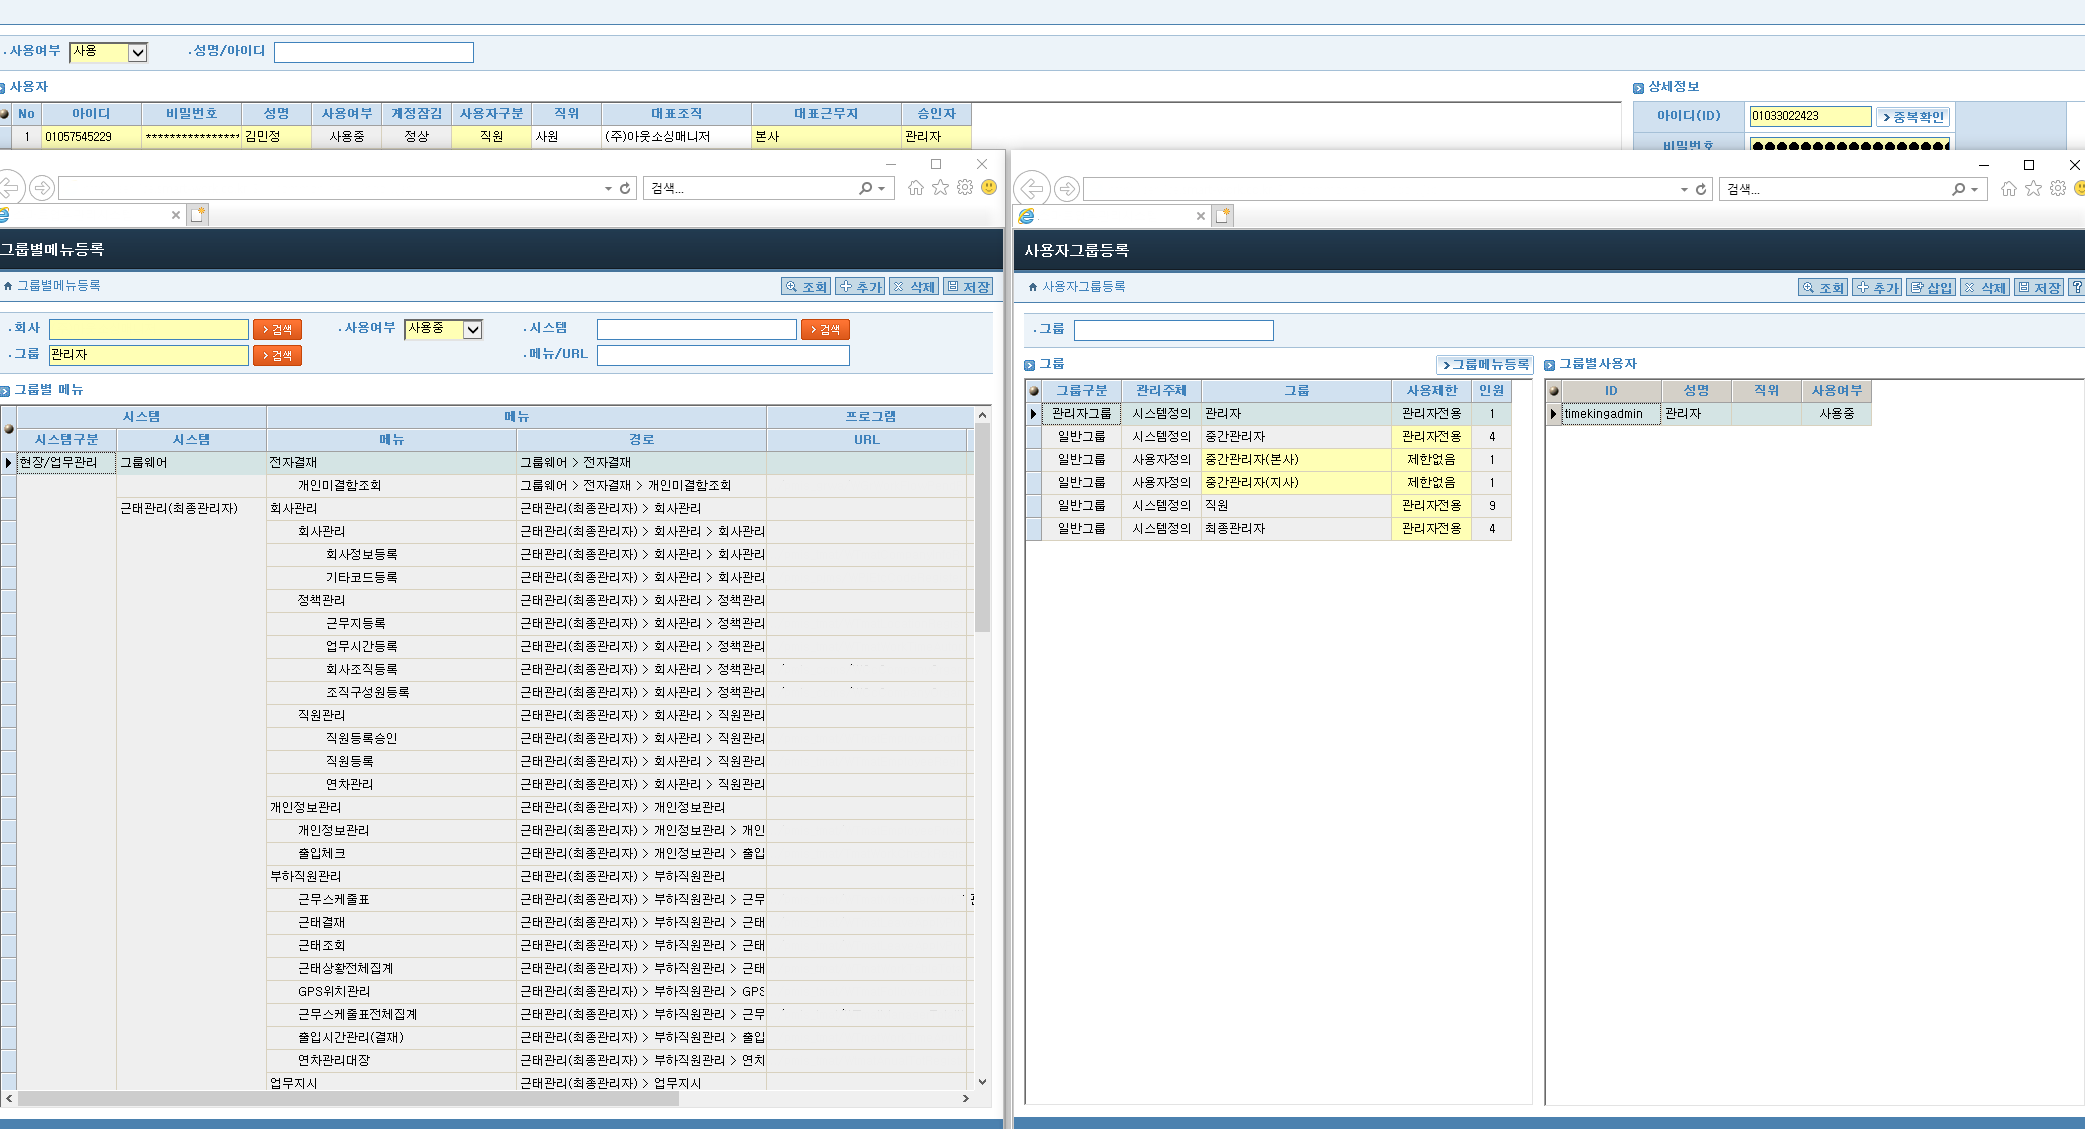 사용여부 사용 성명/아이디
사용자
상세정보
No 아이디 비밀번호 성명 사용여부 계정잠김 사용자구분 직위 대표조직 대표근무지 승인자
1 01057545229 **************** 김민정 사용중 정상 직원 사원 (주)아웃소싱매니저 본사 관리자
아이디(ID) 01033022423 중복확인
비밀번호
검색...
그룹별메뉴등록
그룹별메뉴등록 조회 추가 삭제 저장
회사 검색 사용여부 사용중 시스템 검색
그룹 관리자 검색 메뉴/URL
그룹별 메뉴
시스템 메뉴 프로그램
시스템구분 시스템 메뉴 경로 URL
현장/업무관리 그룹웨어 전자결재 그룹웨어 > 전자결재
개인미결함조회 그룹웨어 > 전자결재 > 개인미결함조회
근태관리(최종관리자) 회사관리 근태관리(최종관리자) > 회사관리
회사관리 근태관리(최종관리자) > 회사관리 > 회사관리
회사정보등록 근태관리(최종관리자) > 회사관리 > 회사관리
기타코드등록 근태관리(최종관리자) > 회사관리 > 회사관리
정책관리 근태관리(최종관리자) > 회사관리 > 정책관리
근무지등록 근태관리(최종관리자) > 회사관리 > 정책관리
업무시간등록 근태관리(최종관리자) > 회사관리 > 정책관리
회사조직등록 근태관리(최종관리자) > 회사관리 > 정책관리
조직구성원등록 근태관리(최종관리자) > 회사관리 > 정책관리
직원관리 근태관리(최종관리자) > 회사관리 > 직원관리
직원등록승인 근태관리(최종관리자) > 회사관리 > 직원관리
직원등록 근태관리(최종관리자) > 회사관리 > 직원관리
연차관리 근태관리(최종관리자) > 회사관리 > 직원관리
개인정보관리 근태관리(최종관리자) > 개인정보관리
개인정보관리 근태관리(최종관리자) > 개인정보관리 > 개인
출입체크 근태관리(최종관리자) > 개인정보관리 > 출입
부하직원관리 근태관리(최종관리자) > 부하직원관리
근무스케줄표 근태관리(최종관리자) > 부하직원관리 > 근무
근태결재 근태관리(최종관리자) > 부하직원관리 > 근태
근태조회 근태관리(최종관리자) > 부하직원관리 > 근태
근태상황전체집계 근태관리(최종관리자) > 부하직원관리 > 근태
GPS위치관리 근태관리(최종관리자) > 부하직원관리 > GPS
근무스케줄표전체집계 근태관리(최종관리자) > 부하직원관리 > 근무
출입시간관리(결재) 근태관리(최종관리자) > 부하직원관리 > 출입
연차관리대장 근태관리(최종관리자) > 부하직원관리 > 연차
업무지시 근태관리(최종관리자) > 업무지시
검색...
사용자그룹등록
사용자그룹등록 조회 추가 삽입 삭제 저장 ?
그룹
그룹 그룹메뉴등록
그룹구분 관리주체 그룹 사용제한 인원
관리자그룹 시스템정의 관리자 관리자전용 1
일반그룹 시스템정의 중간관리자 관리자전용 4
일반그룹 사용자정의 중간관리자(본사) 제한없음 1
일반그룹 사용자정의 중간관리자(지사) 제한없음 1
일반그룹 시스템정의 직원 관리자전용 9
일반그룹 시스템정의 최종관리자 관리자전용 4
그룹별사용자
ID 성명 직위 사용여부
timekingadmin 관리자 사용중